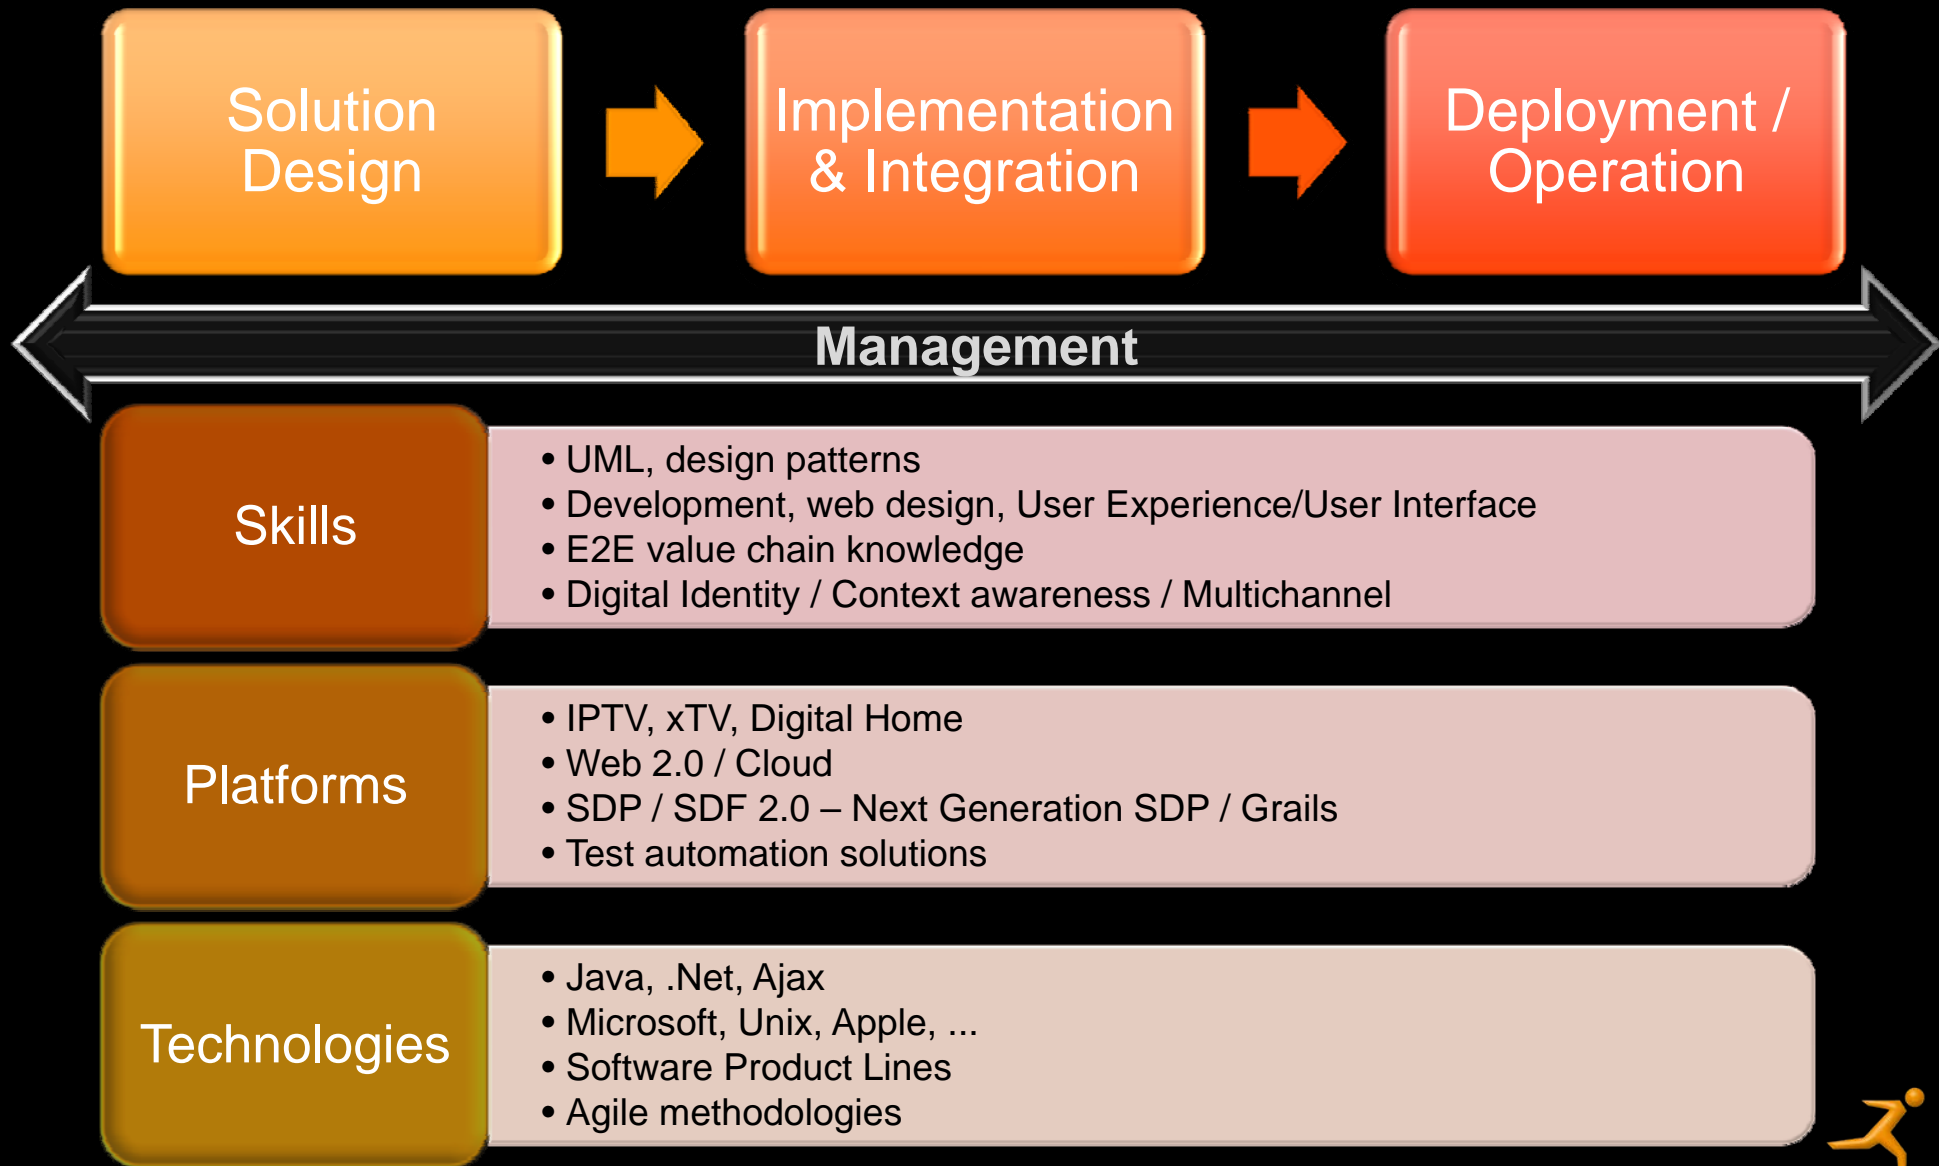 Solution
Design
Implementation
& Integration
Deployment /
Operation
Management
Skills
• UML, design patterns
• Development, web design, User Experience/User Interface
• E2E value chain knowledge
• Digital Identity / Context awareness / Multichannel
Platforms
• IPTV, xTV, Digital Home
• Web 2.0 / Cloud
• SDP / SDF 2.0 – Next Generation SDP / Grails
• Test automation solutions
Technologies
• Java, .Net, Ajax
• Microsoft, Unix, Apple, ...
• Software Product Lines
• Agile methodologies